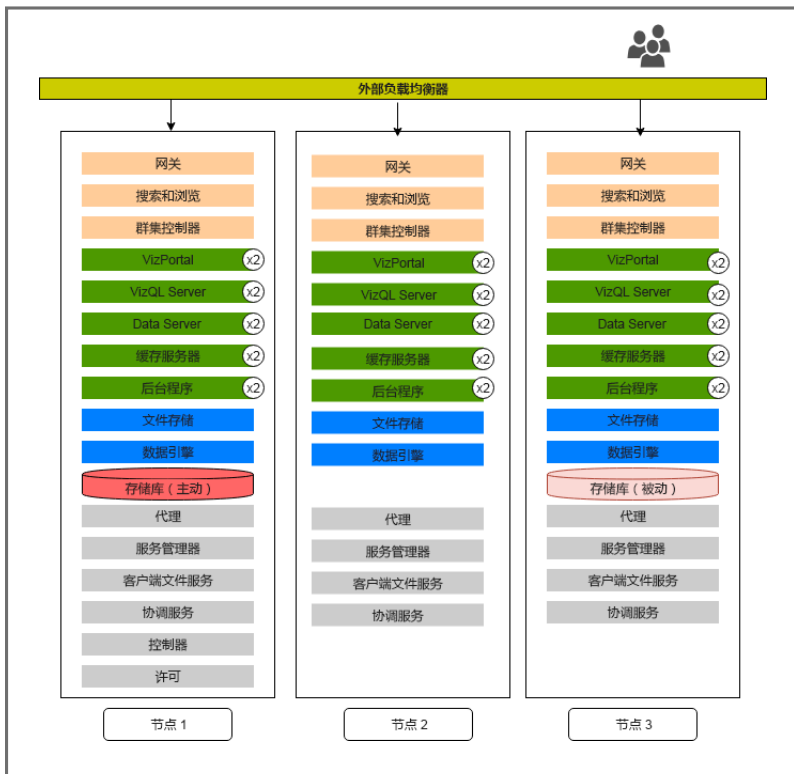 外部负载均衡器
网关
搜索和浏览
群集控制器
VizPortal x2
VizQL Server x2
Data Server x2
缓存服务器 x2
后台程序 x2
文件存储
数据引擎
存储库（主动）
代理
服务管理器
客户端文件服务
协调服务
控制器
许可
节点 1
网关
搜索和浏览
群集控制器
VizPortal x2
VizQL Server x2
Data Server x2
缓存服务器 x2
后台程序 x2
文件存储
数据引擎
代理
服务管理器
客户端文件服务
协调服务
节点 2
网关
搜索和浏览
群集控制器
VizPortal x2
VizQL Server x2
Data Server x2
缓存服务器 x2
后台程序 x2
文件存储
数据引擎
存储库（被动）
代理
服务管理器
客户端文件服务
协调服务
节点 3